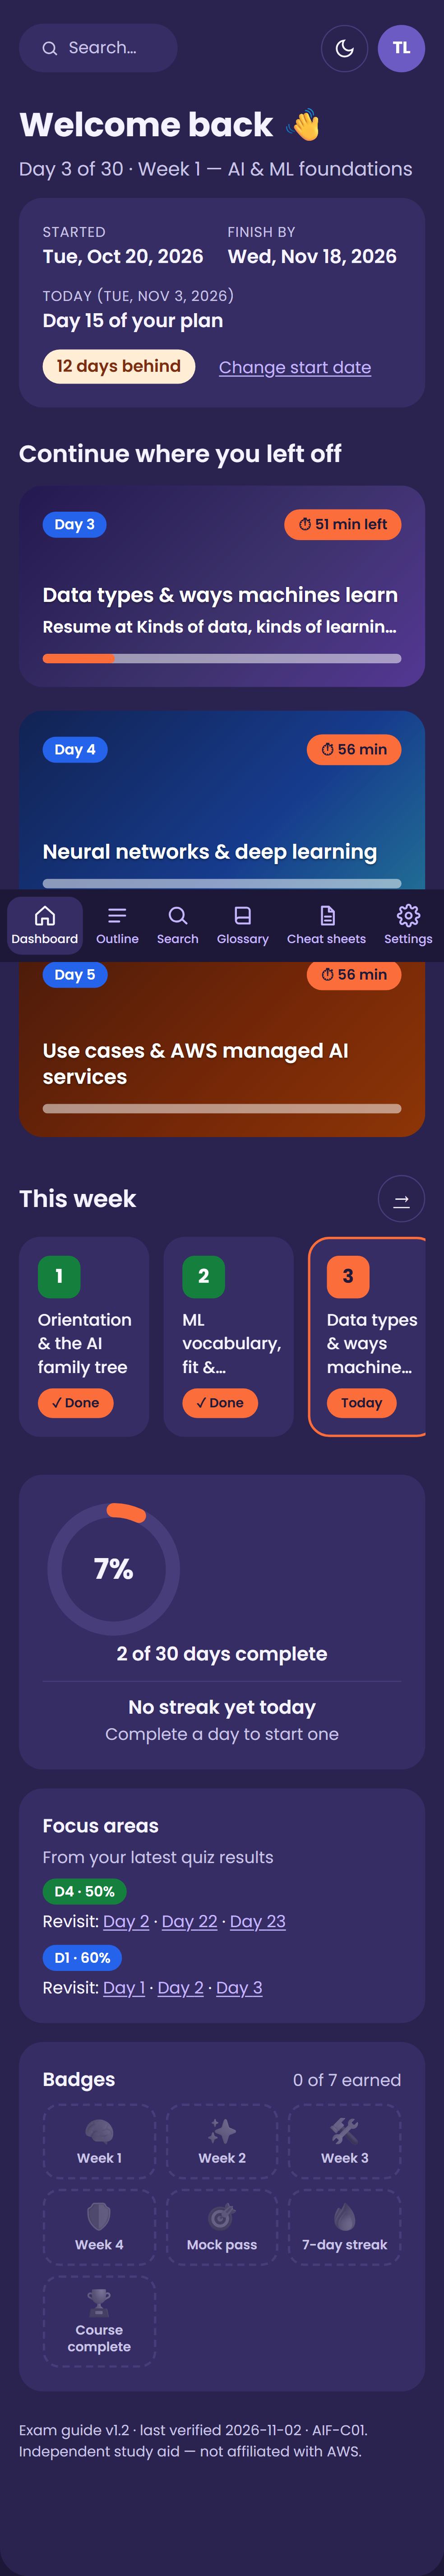 Search...
TL
Welcome back 👋
Day 3 of 30 · Week 1 — AI & ML foundations
STARTED
Tue, Oct 20, 2026
FINISH BY
Wed, Nov 18, 2026
TODAY (TUE, NOV 3, 2026)
Day 15 of your plan
12 days behind
Change start date
Continue where you left off
Day 3
⏱ 51 min left
Data types & ways machines learn
Resume at Kinds of data, kinds of learnin...
Day 4
⏱ 56 min
Neural networks & deep learning
Dashboard
Outline
Search
Glossary
Cheat sheets
Settings
Day 5
⏱ 56 min
Use cases & AWS managed AI
services
This week
→
1
Orientation
& the AI
family tree
✓ Done
2
ML
vocabulary,
fit &...
✓ Done
3
Data types
& ways
machine...
Today
7%
2 of 30 days complete
No streak yet today
Complete a day to start one
Focus areas
From your latest quiz results
D4 · 50%
Revisit: Day 2 · Day 22 · Day 23
D1 · 60%
Revisit: Day 1 · Day 2 · Day 3
Badges
0 of 7 earned
Week 1
Week 2
Week 3
Week 4
Mock pass
7-day streak
Course
complete
Exam guide v1.2 · last verified 2026-11-02 · AIF-C01.
Independent study aid — not affiliated with AWS.